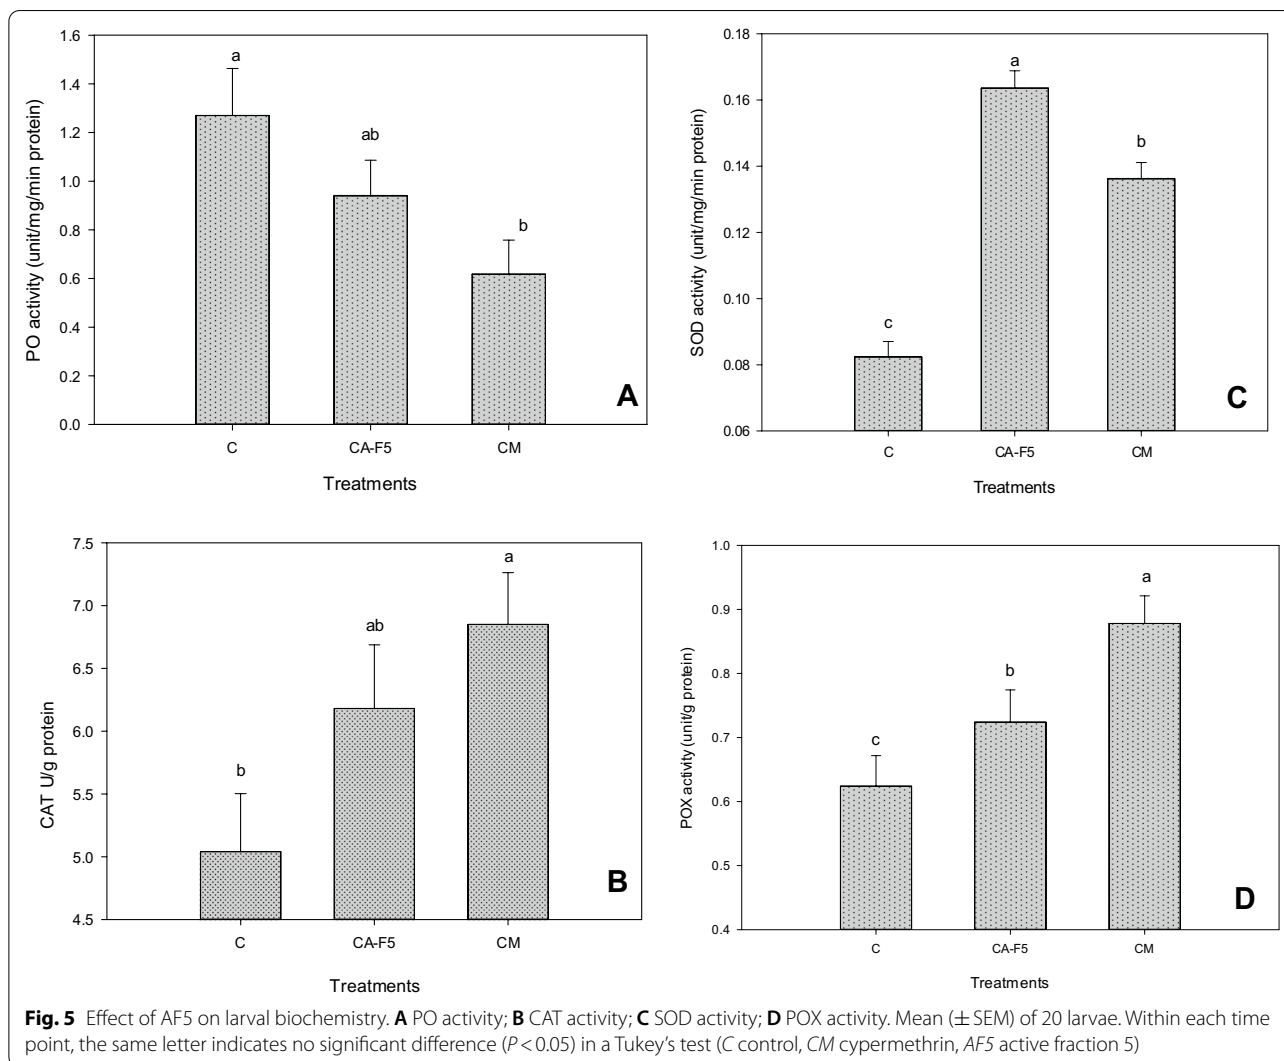 PO activity (unit/mg/min protein)
1.6
1.4
1.2
1.0
0.8
0.6
0.4
0.2
0.0
a
ab
b
A
C CA-F5 CM
Treatments
SOD activity (unit/mg/min protein)
0.18
0.16
0.14
0.12
0.10
0.08
0.06
c
a
b
C
C CA-F5 CM
Treatments
CAT U/g protein
7.5
7.0
6.5
6.0
5.5
5.0
4.5
b
ab
a
B
C CA-F5 CM
Treatments
POX activity (unit/g protein)
1.0
0.9
0.8
0.7
0.6
0.5
0.4
c
b
a
D
C CA-F5 CM
Treatments
Fig. 5 Effect of AF5 on larval biochemistry. A PO activity; B CAT activity; C SOD activity; D POX activity. Mean (± SEM) of 20 larvae. Within each time
point, the same letter indicates no significant difference (P < 0.05) in a Tukey's test (C control, CM cypermethrin, AF5 active fraction 5)